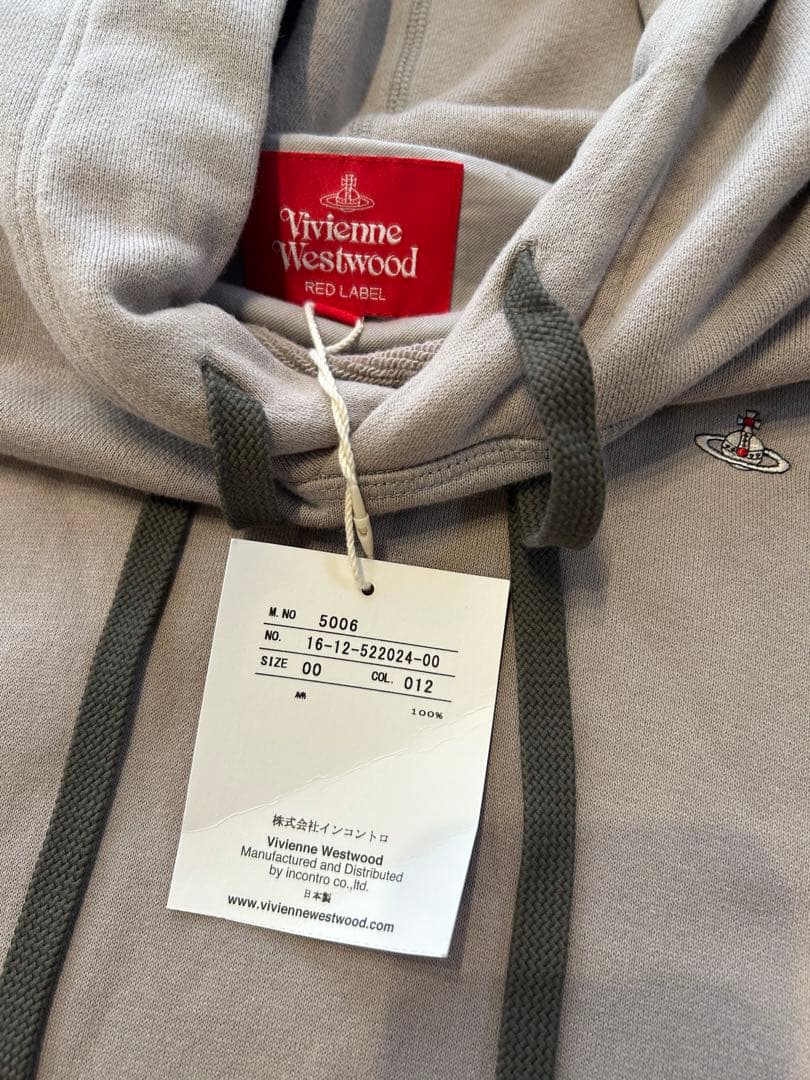 Vivienne
Westwood
RED LABEL
M. NO 5006
NO. 16-12-522024-00
SIZE 00 COL. 012
100%
株式会社インコントロ
Vivienne Westwood
Manufactured and Distributed
by incontro co.,ltd.
日本製
www.viviennewestwood.com